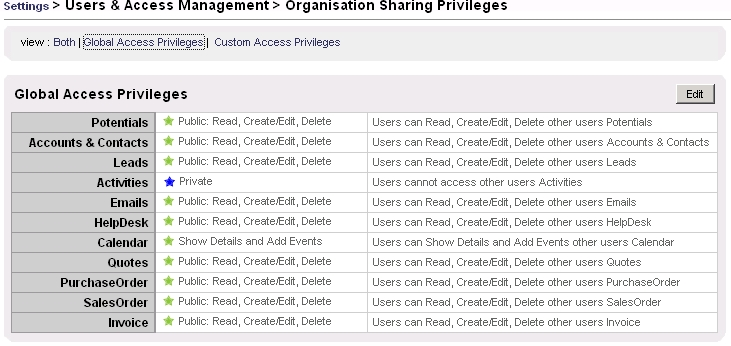 Settings > Users & Access Management > Organisation Sharing Privileges
view : Both | Global Access Privileges | Custom Access Privileges
Global Access Privileges Edit
Potentials Public: Read, Create/Edit, Delete Users can Read, Create/Edit, Delete other users Potentials
Accounts & Contacts Public: Read, Create/Edit, Delete Users can Read, Create/Edit, Delete other users Accounts & Contacts
Leads Public: Read, Create/Edit, Delete Users can Read, Create/Edit, Delete other users Leads
Activities Private Users cannot access other users Activities
Emails Public: Read, Create/Edit, Delete Users can Read, Create/Edit, Delete other users Emails
HelpDesk Public: Read, Create/Edit, Delete Users can Read, Create/Edit, Delete other users HelpDesk
Calendar Show Details and Add Events Users can Show Details and Add Events other users Calendar
Quotes Public: Read, Create/Edit, Delete Users can Read, Create/Edit, Delete other users Quotes
PurchaseOrder Public: Read, Create/Edit, Delete Users can Read, Create/Edit, Delete other users PurchaseOrder
SalesOrder Public: Read, Create/Edit, Delete Users can Read, Create/Edit, Delete other users SalesOrder
Invoice Public: Read, Create/Edit, Delete Users can Read, Create/Edit, Delete other users Invoice